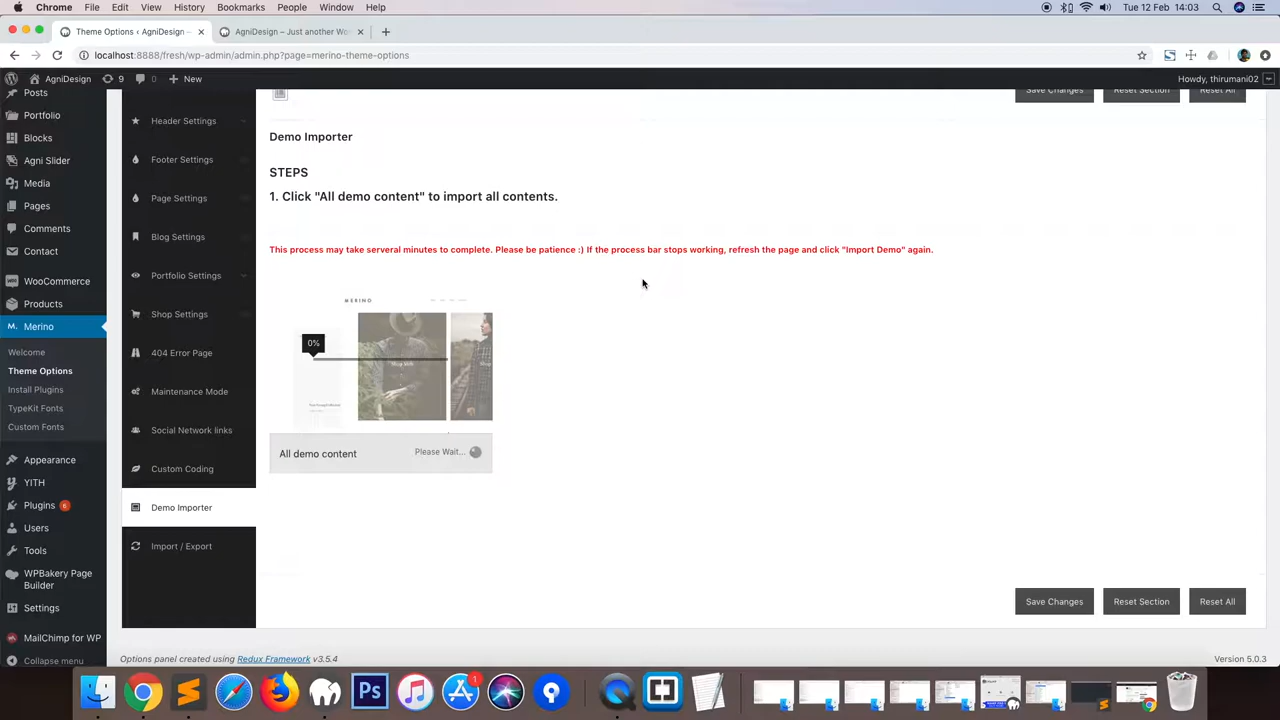 Chrome File Edit View History Bookmarks People Window Help
Tue 12 Feb 14:03
Theme Options ‹ AgniDesign –
AgniDesign – Just another Wo
localhost:8888/fresh/wp-admin/admin.php?page=merino-theme-options
AgniDesign 9 0 New
Howdy, thirumani02
Posts
Portfolio
Blocks
Agni Slider
Media
Pages
Comments
Contact
WooCommerce
Products
Merino
Welcome
Theme Options
Install Plugins
TypeKit Fonts
Custom Fonts
Appearance
YITH
Plugins 6
Users
Tools
WPBakery Page
Builder
Settings
MailChimp for WP
Collapse menu
Header Settings
Footer Settings
Page Settings
Blog Settings
Portfolio Settings
Shop Settings
404 Error Page
Maintenance Mode
Social Network links
Custom Coding
Demo Importer
Import / Export
Save Changes Reset Section Reset All
Demo Importer
STEPS
1. Click "All demo content" to import all contents.
This process may take serveral minutes to complete. Please be patience :) If the process bar stops working, refresh the page and click "Import Demo" again.
MERINO
0%
All demo content Please Wait...
Save Changes Reset Section Reset All
Options panel created using Redux Framework v3.5.4
Version 5.0.3
Ps
1